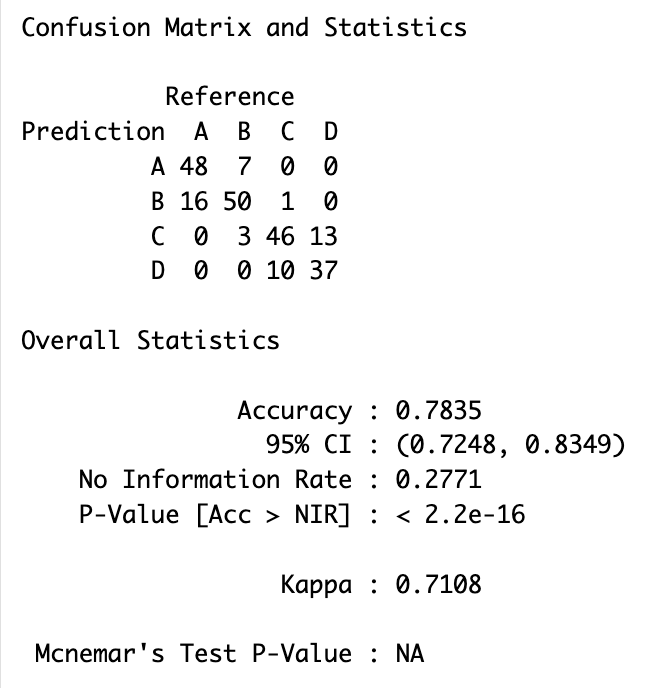 Confusion Matrix and Statistics
Reference
Prediction A B C D
A 48 7 0 0
B 16 50 1 0
C 0 3 46 13
D 0 0 10 37
Overall Statistics
Accuracy : 0.7835
95% CI : (0.7248, 0.8349)
No Information Rate : 0.2771
P-Value [Acc > NIR] : < 2.2e-16
Kappa : 0.7108
Mcnemar's Test P-Value : NA